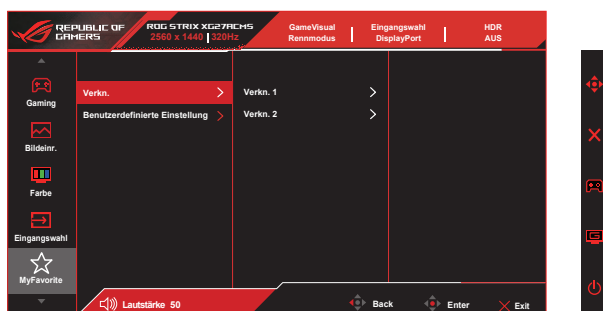 REPUBLIC OF
GAMERS
ROG STRIX XG27ACMS
2560 x 1440 320Hz
GameVisual
Rennmodus
Eingangswahl
DisplayPort
HDR
AUS
Gaming
Bildeinr.
Farbe
Eingangswahl
MyFavorite
Verkn.
Benutzerdefinierte Einstellung
Verkn. 1
Verkn. 2
Lautstärke 50
Back
Enter
Exit